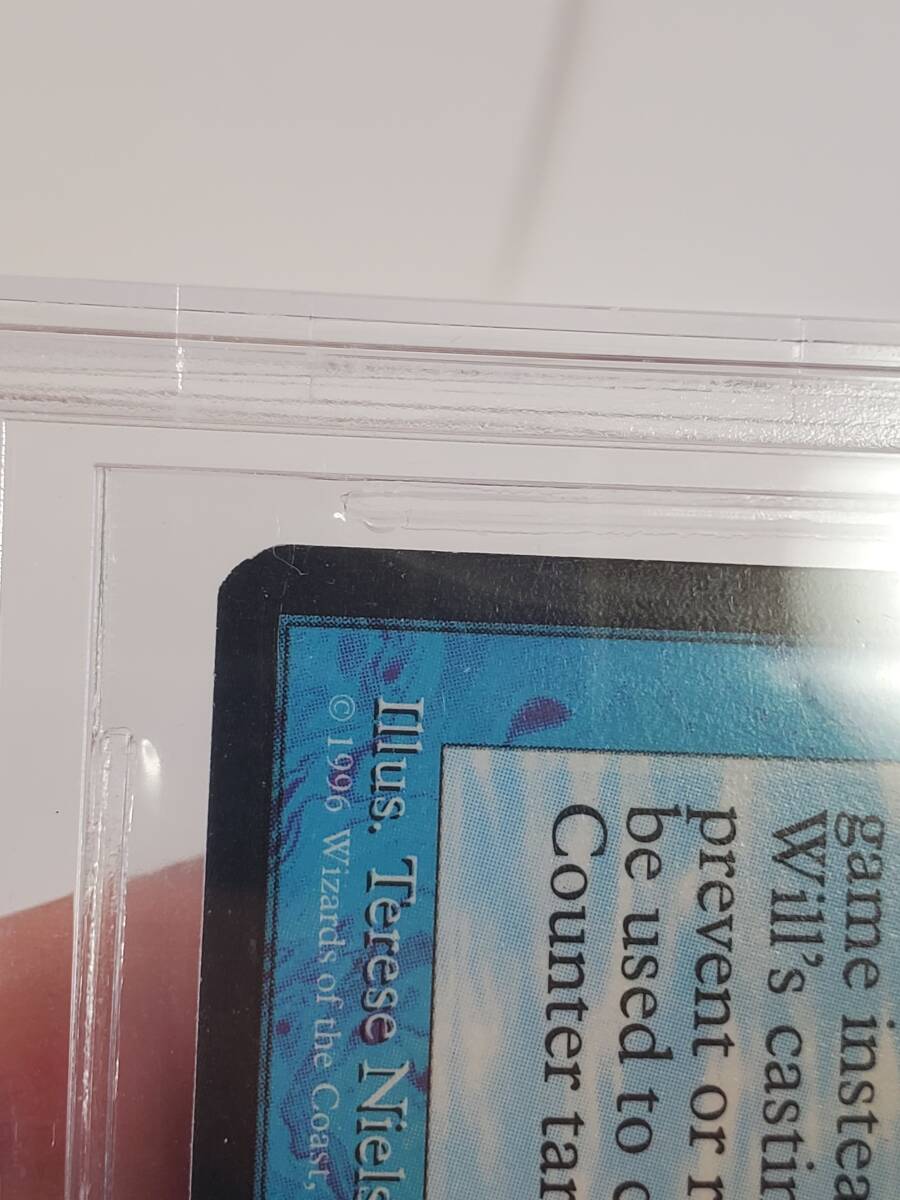 game instea
Will's castin
prevent or
be used to
Counter tar
Illus. Terese Niels
© 1996 Wizards of the Coast,